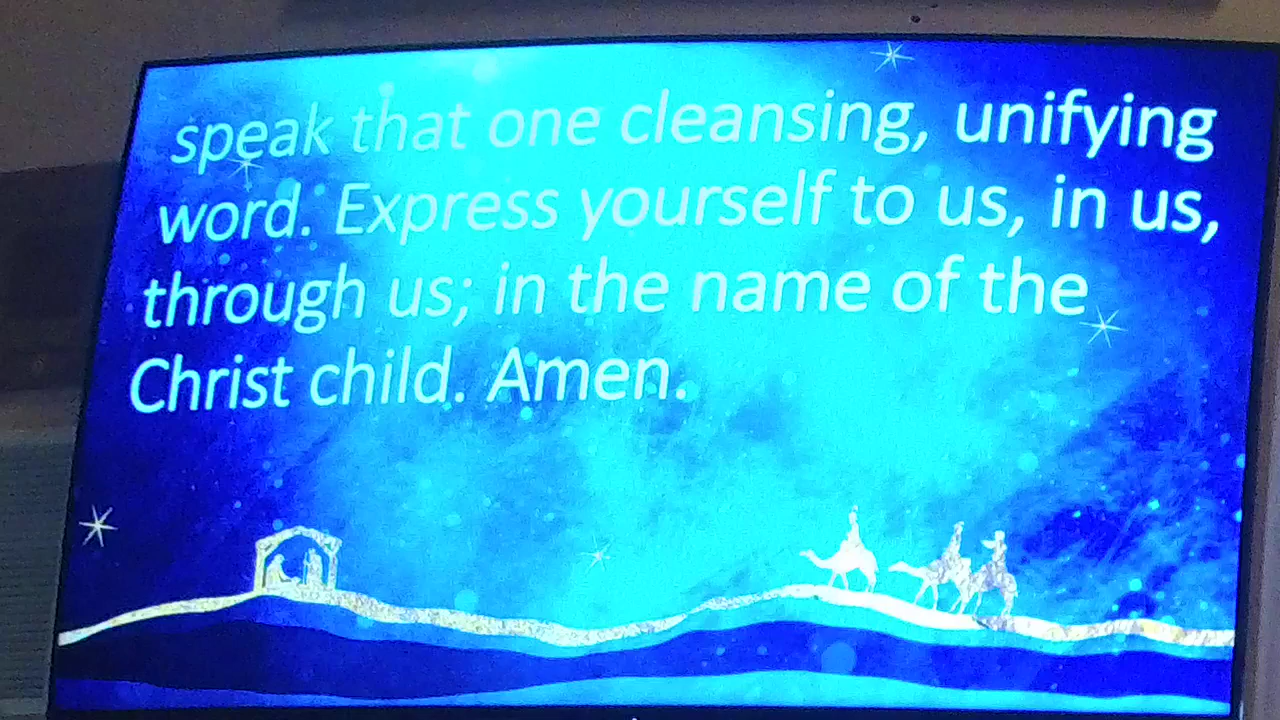 speak that one cleansing, unifying
word. Express yourself to us, in us,
through us; in the name of the
Christ child. Amen.